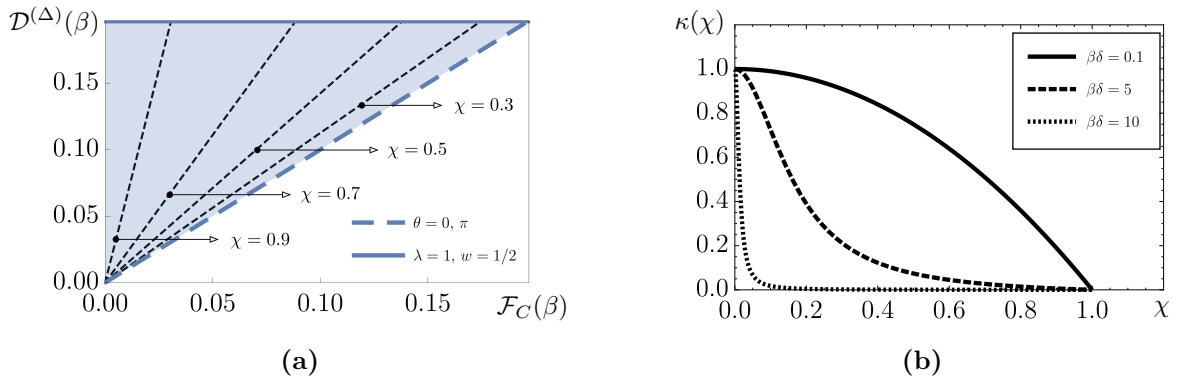 𝒟^(Δ)(β)
0.15
0.10
0.05
0.00
χ = 0.3
χ = 0.5
χ = 0.7
χ = 0.9
θ = 0, π
λ = 1, w = 1/2
0.00 0.05 0.10 0.15 ℱ_C(β)
(a)
κ(χ)
1.0
0.8
0.6
0.4
0.2
0.0
βδ = 0.1
βδ = 5
βδ = 10
0.0 0.2 0.4 0.6 0.8 1.0 χ
(b)